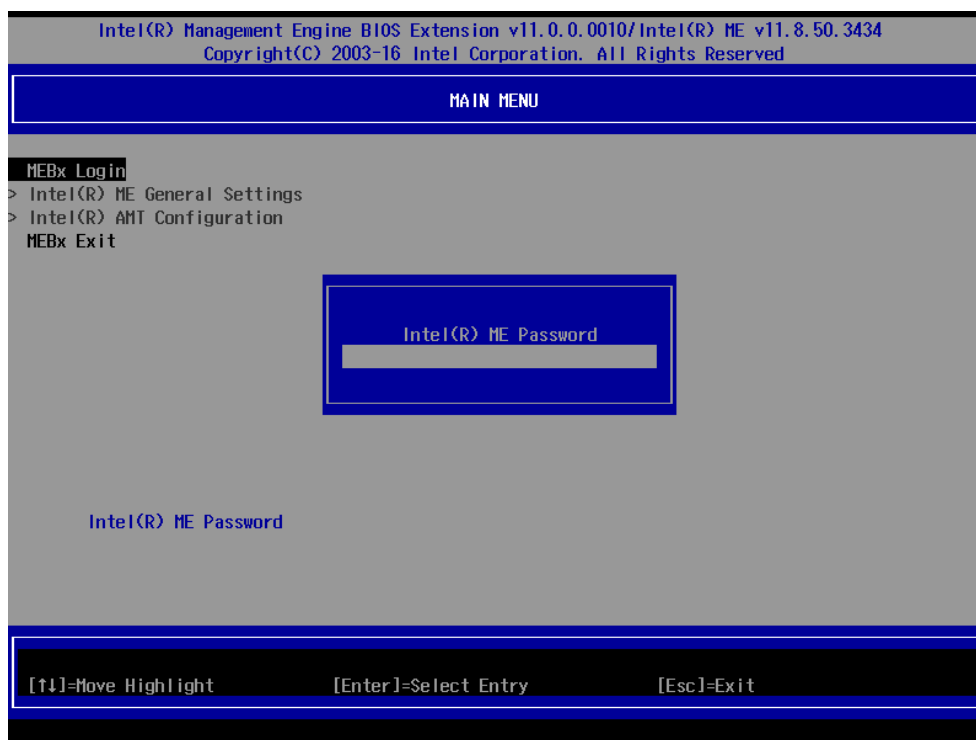 Intel(R) Management Engine BIOS Extension v11.0.0.0010/Intel(R) ME v11.8.50.3434
Copyright(C) 2003-16 Intel Corporation. All Rights Reserved
MAIN MENU
MEBx Login
> Intel(R) ME General Settings
> Intel(R) AMT Configuration
MEBx Exit
Intel(R) ME Password
Intel(R) ME Password
[↑↓]=Move Highlight [Enter]=Select Entry [Esc]=Exit